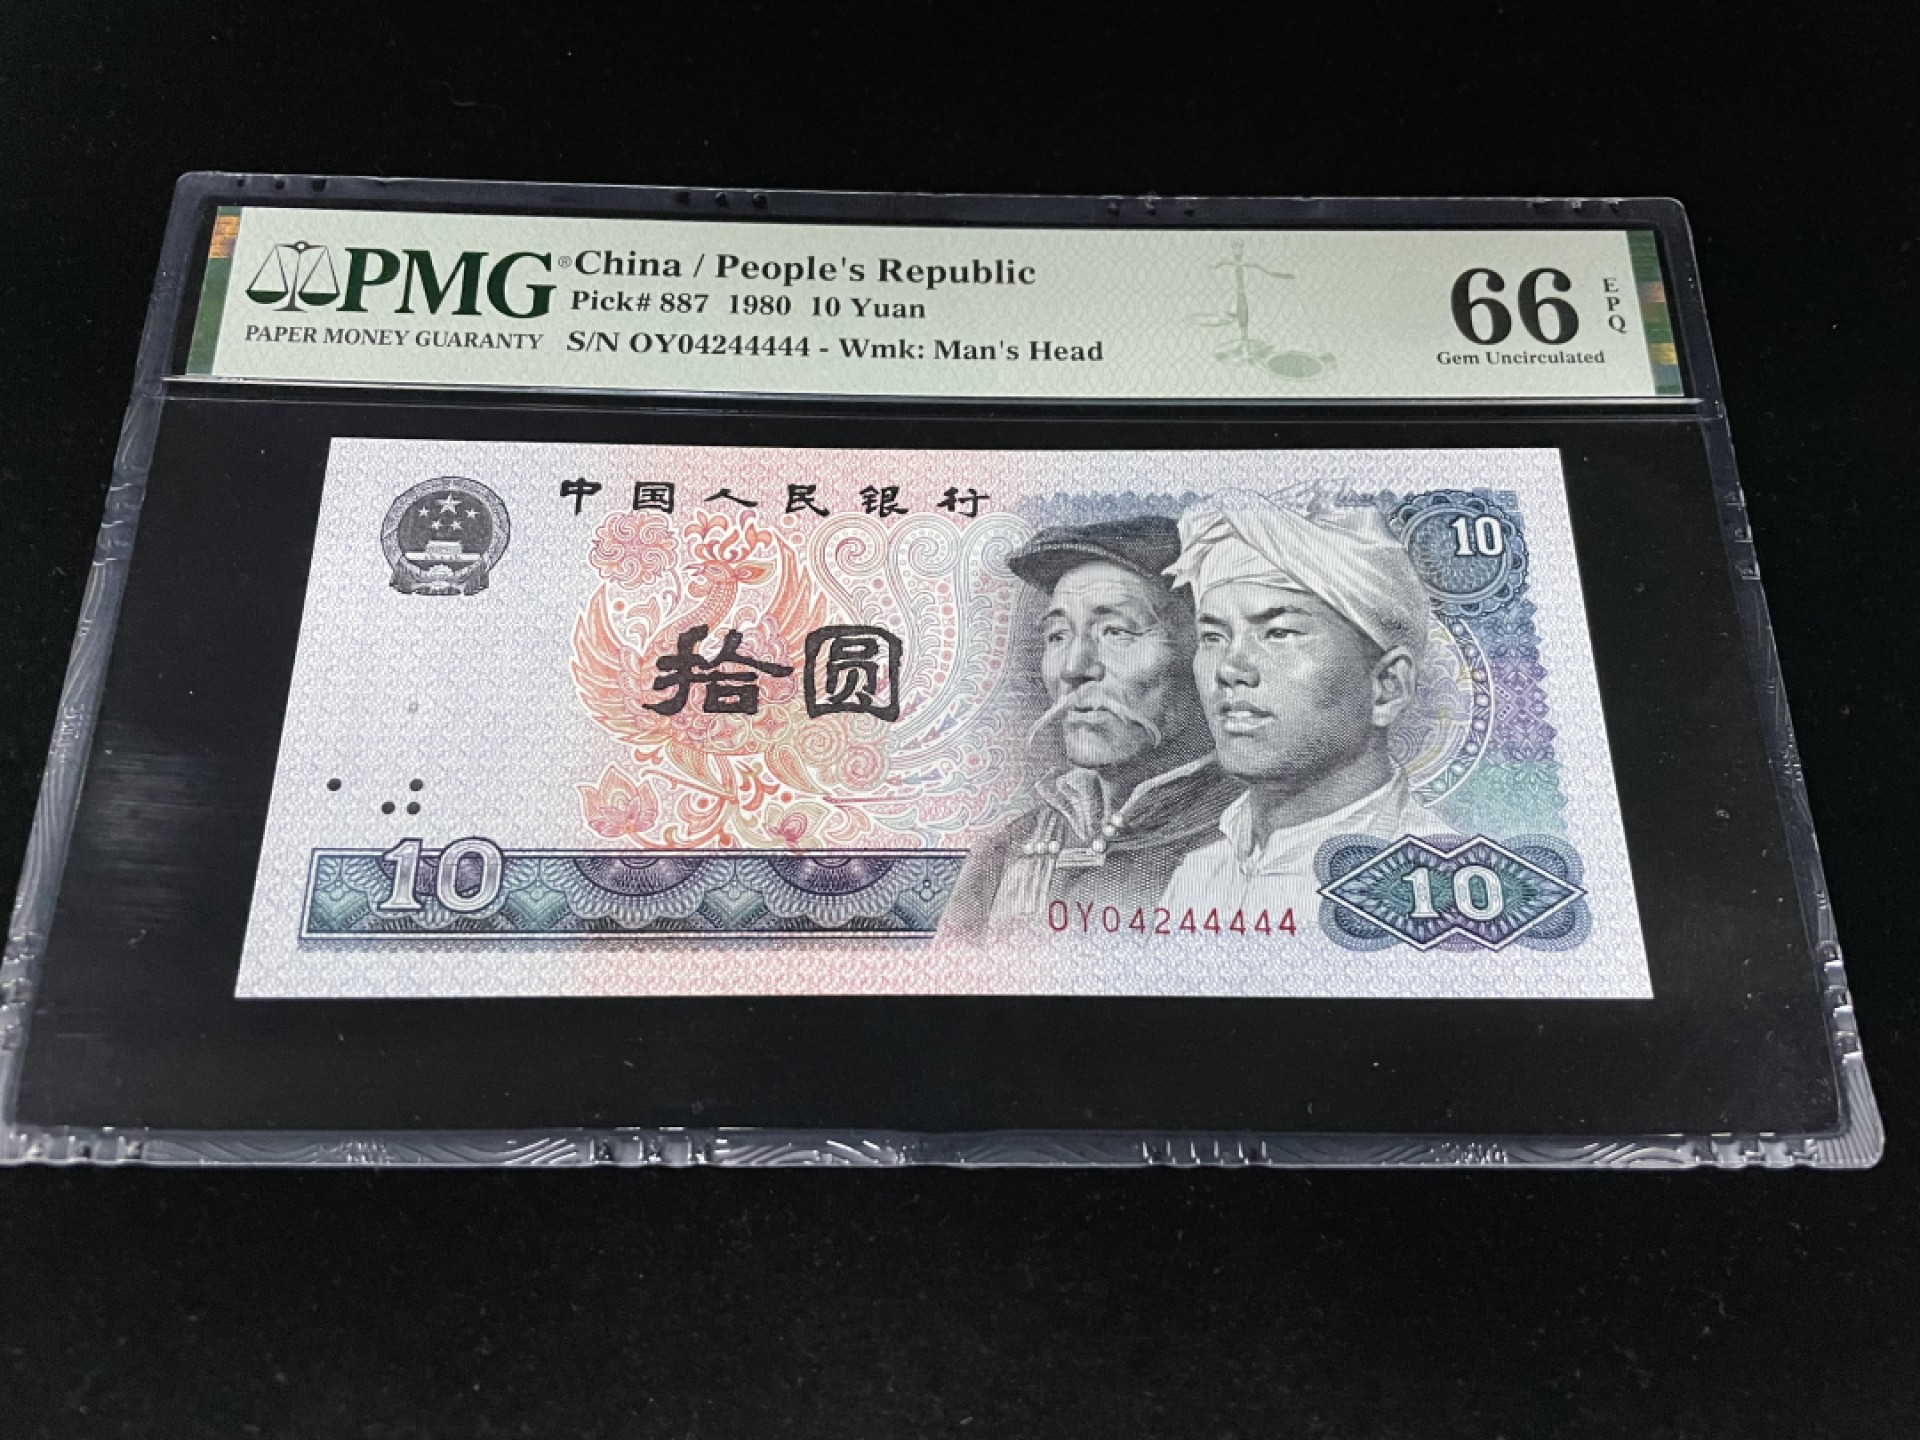 PMG®
PAPER MONEY GUARANTY
China / People's Republic
Pick# 887 1980 10 Yuan
S/N OY04244444 - Wmk: Man's Head
66
EPQ
Gem Uncirculated
中国人民银行
10
拾圆
10
OY04244444
10